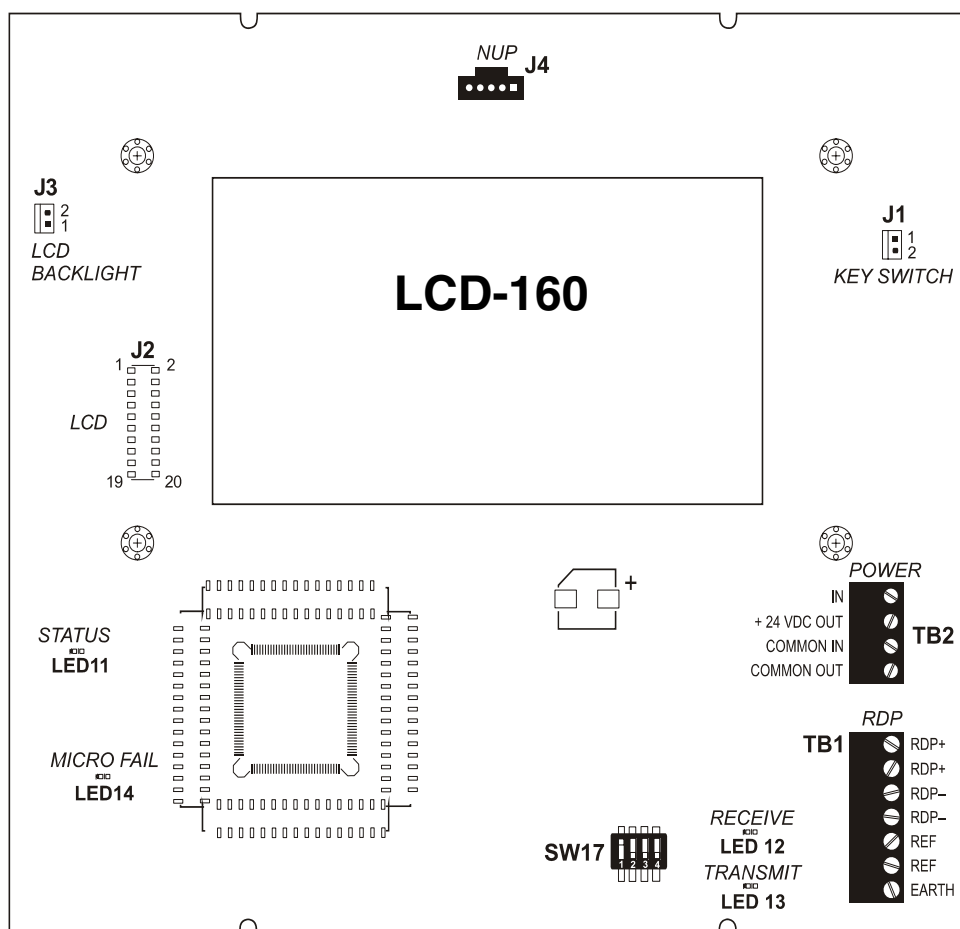 NUP
J4
J3
2
1
LCD
BACKLIGHT
J1
1
2
KEY SWITCH
LCD-160
J2
1
2
LCD
19
20
POWER
IN
+ 24 VDC OUT
COMMON IN
COMMON OUT
TB2
+
STATUS
LED11
MICRO FAIL
LED14
RDP
TB1
RDP+
RDP+
RDP–
RDP–
REF
REF
EARTH
SW17
1 2 3 4
RECEIVE
LED 12
TRANSMIT
LED 13